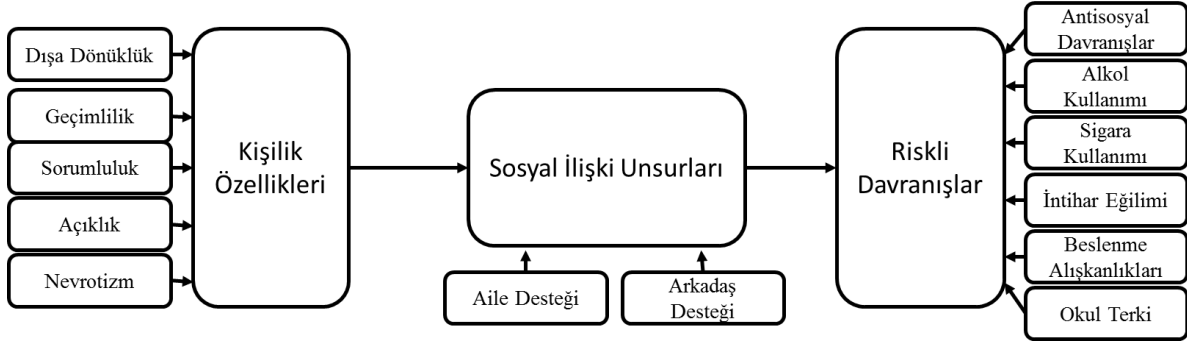 Dışa Dönüklük
Geçimlilik
Sorumluluk
Açıklık
Nevrotizm
Kişilik
Özellikleri
Sosyal İlişki Unsurları
Aile Desteği
Arkadaş
Desteği
Riskli
Davranışlar
Antisosyal
Davranışlar
Alkol
Kullanımı
Sigara
Kullanımı
İntihar Eğilimi
Beslenme
Alışkanlıkları
Okul Terki